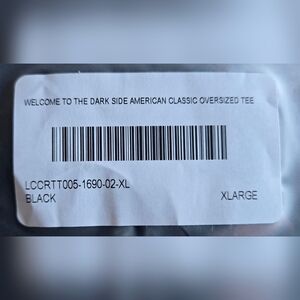 WELCOME TO THE DARK SIDE AMERICAN CLASSIC OVERSIZED TEE
LCCRTT005-1690-02-XL
BLACK XLARGE